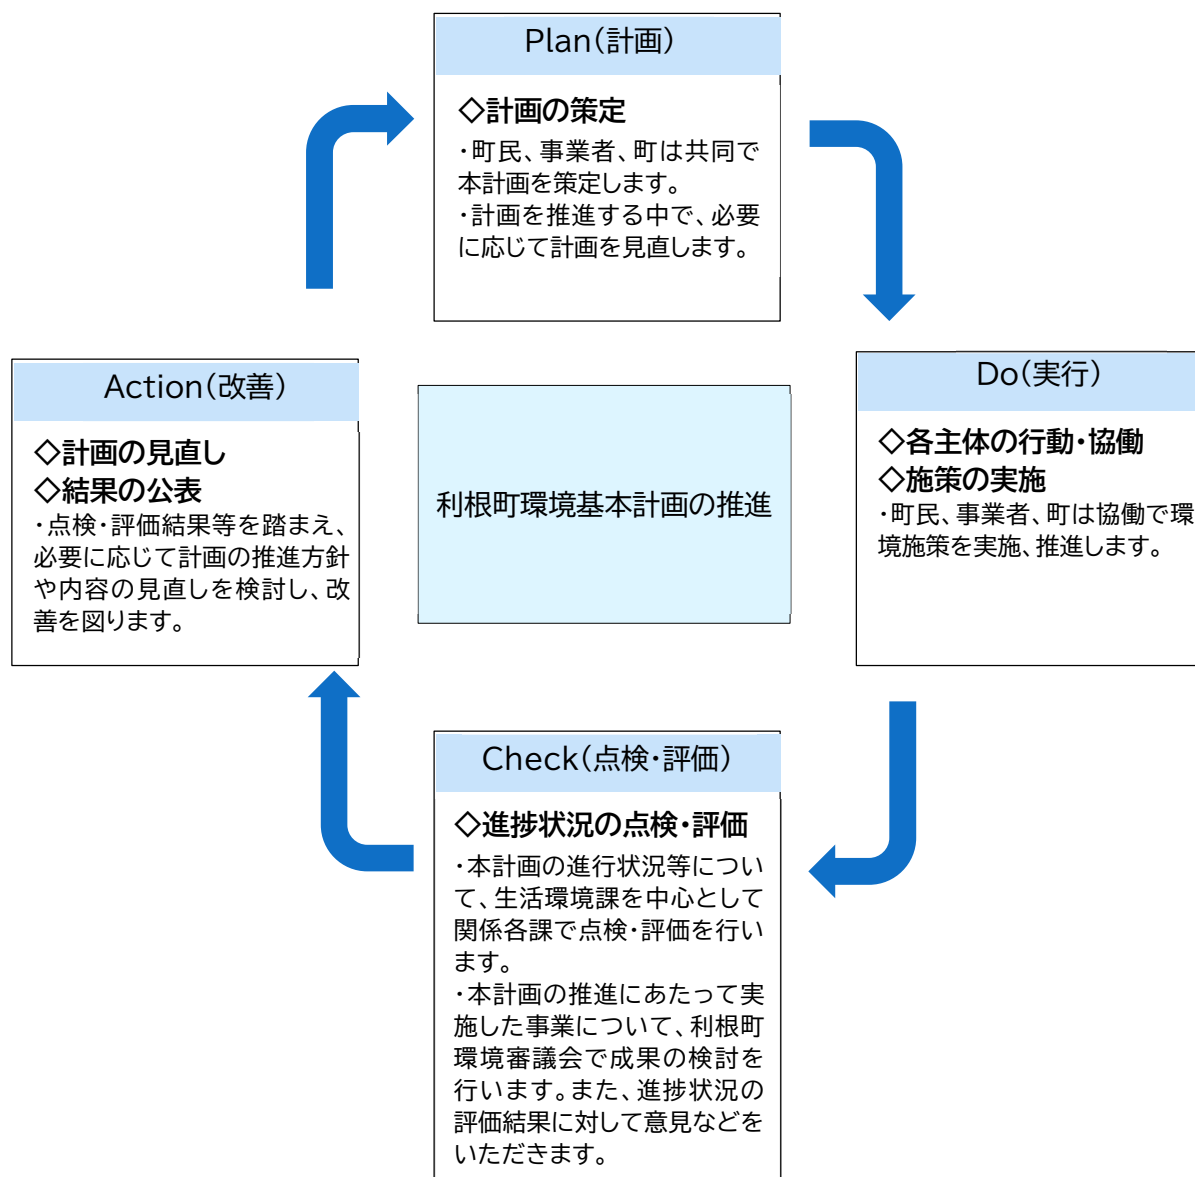 Plan(計画)
◇計画の策定
・町民、事業者、町は共同で
本計画を策定します。
・計画を推進する中で、必要
に応じて計画を見直します。
Do(実行)
◇各主体の行動・協働
◇施策の実施
・町民、事業者、町は協働で環
境施策を実施、推進します。
利根町環境基本計画の推進
Check(点検・評価)
◇進捗状況の点検・評価
・本計画の進行状況等につい
て、生活環境課を中心として
関係各課で点検・評価を行い
ます。
・本計画の推進にあたって実
施した事業について、利根町
環境審議会で成果の検討を
行います。また、進捗状況の
評価結果に対して意見などを
いただきます。
Action(改善)
◇計画の見直し
◇結果の公表
・点検・評価結果等を踏まえ、
必要に応じて計画の推進方針
や内容の見直しを検討し、改
善を図ります。